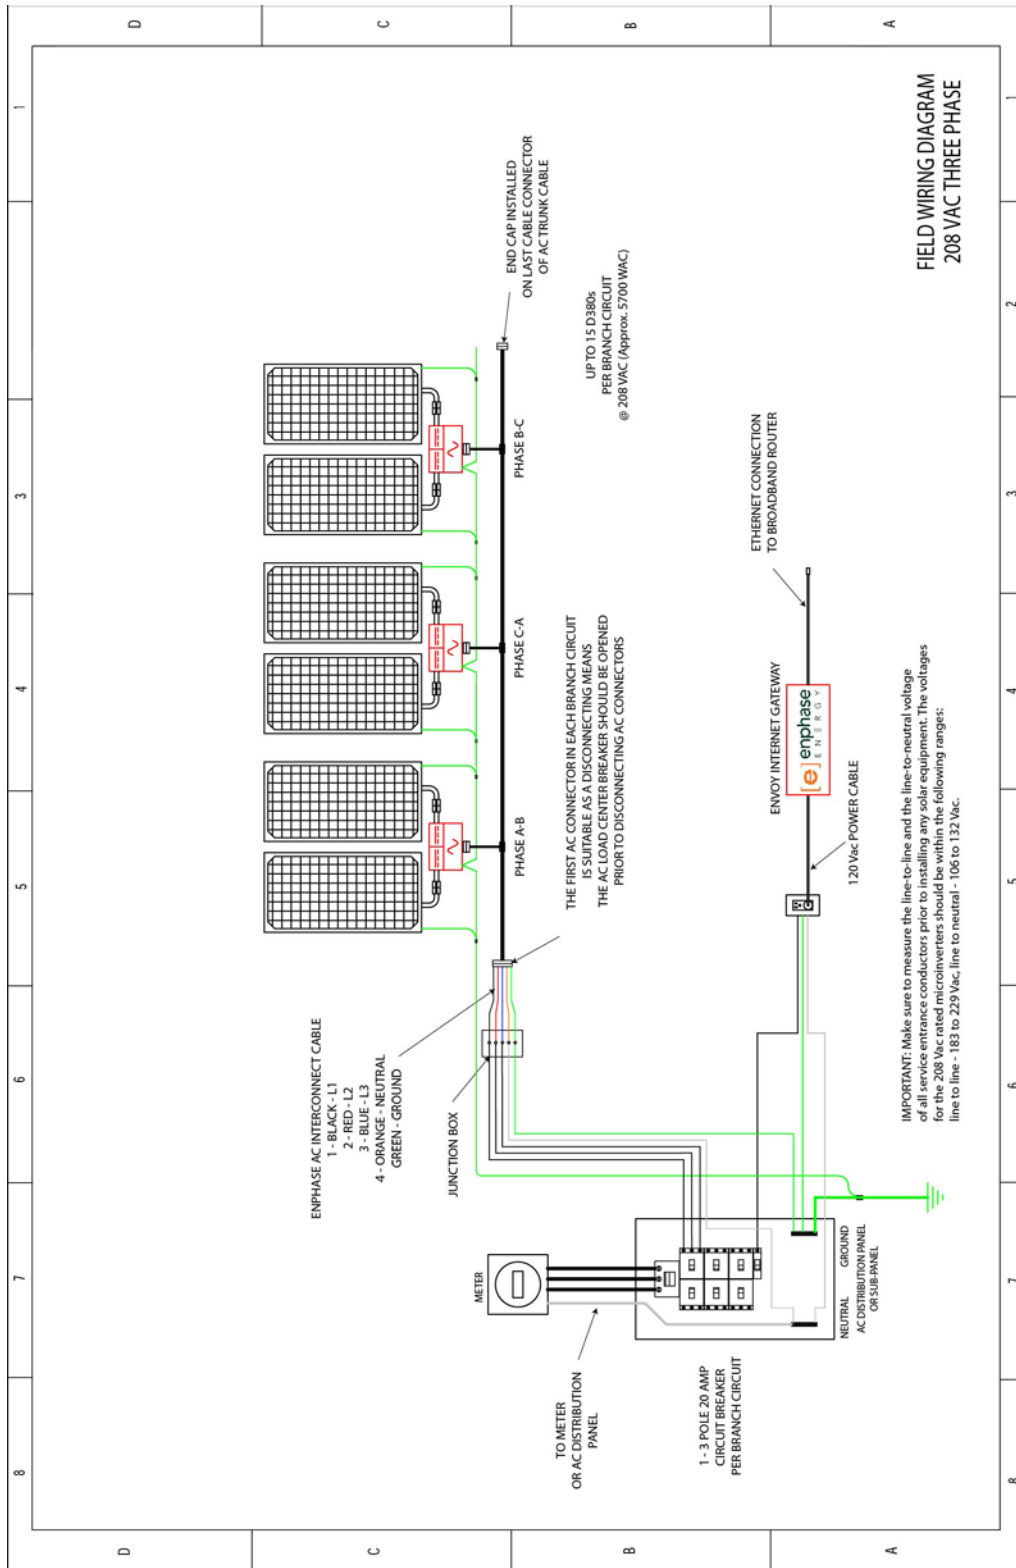 D
C
B
A
1
2
3
4
5
6
7
8
1
2
3
4
5
6
7
8
D
C
B
A
END CAP INSTALLED
ON LAST CABLE CONNECTOR
OF AC TRUNK CABLE
UP TO 15 D380s
PER BRANCH CIRCUIT
@ 208 VAC (Approx. 5700 WAC)
PHASE B-C
PHASE C-A
PHASE A-B
THE FIRST AC CONNECTOR IN EACH BRANCH CIRCUIT
IS SUITABLE AS A DISCONNECTING MEANS
THE AC LOAD CENTER BREAKER SHOULD BE OPENED
PRIOR TO DISCONNECTING AC CONNECTORS
ENPHASE AC INTERCONNECT CABLE
1 - BLACK - L1
2 - RED - L2
3 - BLUE - L3
4 - ORANGE - NEUTRAL
GREEN - GROUND
JUNCTION BOX
METER
TO METER
OR AC DISTRIBUTION
PANEL
1 - 3 POLE 20 AMP
CIRCUIT BREAKER
PER BRANCH CIRCUIT
NEUTRAL
GROUND
AC DISTRIBUTION PANEL
OR SUB-PANEL
ETHERNET CONNECTION
TO BROADBAND ROUTER
ENVOY INTERNET GATEWAY
[e] enphase
ENERGY
120 Vac POWER CABLE
IMPORTANT: Make sure to measure the line-to-line and the line-to-neutral voltage
of all service entrance conductors prior to installing any solar equipment. The voltages
for the 208 Vac rated microinverters should be within the following ranges:
line to line - 183 to 229 Vac, line to neutral - 106 to 132 Vac.
FIELD WIRING DIAGRAM
208 VAC THREE PHASE